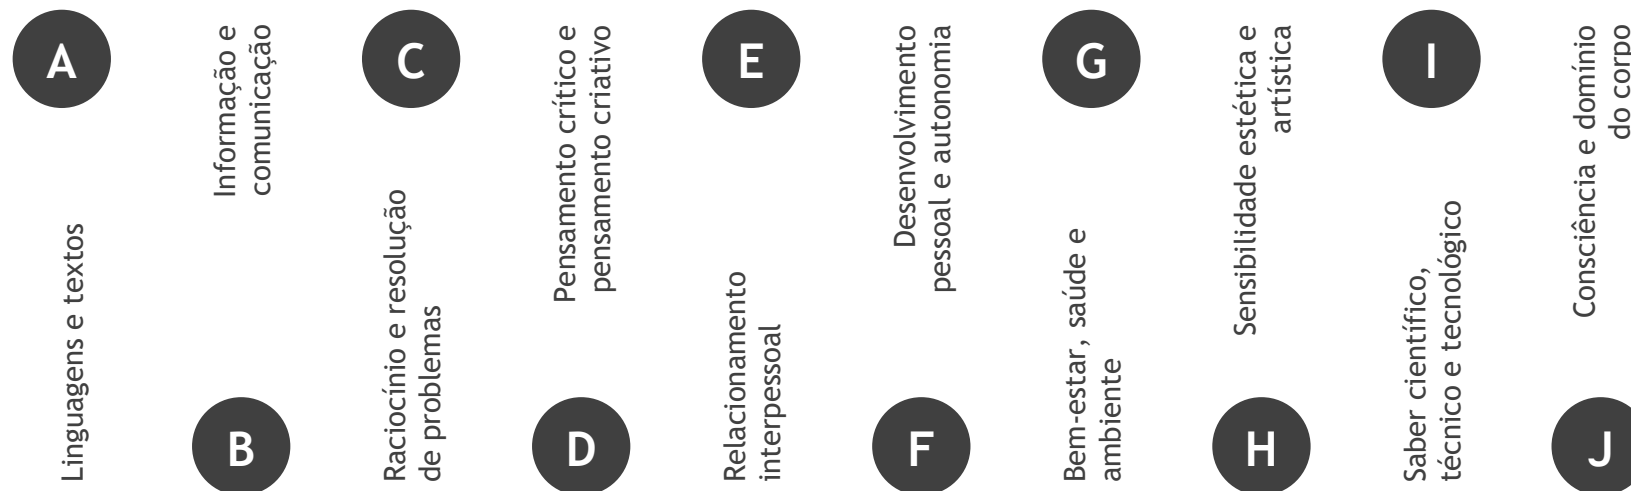 A
Linguagens e textos
Informação e
comunicação
B
C
Raciocínio e resolução
de problemas
Pensamento crítico e
pensamento criativo
D
E
Relacionamento
interpessoal
Desenvolvimento
pessoal e autonomia
F
G
Bem-estar, saúde e
ambiente
Sensibilidade estética e
artística
H
I
Saber científico,
técnico e tecnológico
Consciência e domínio
do corpo
J